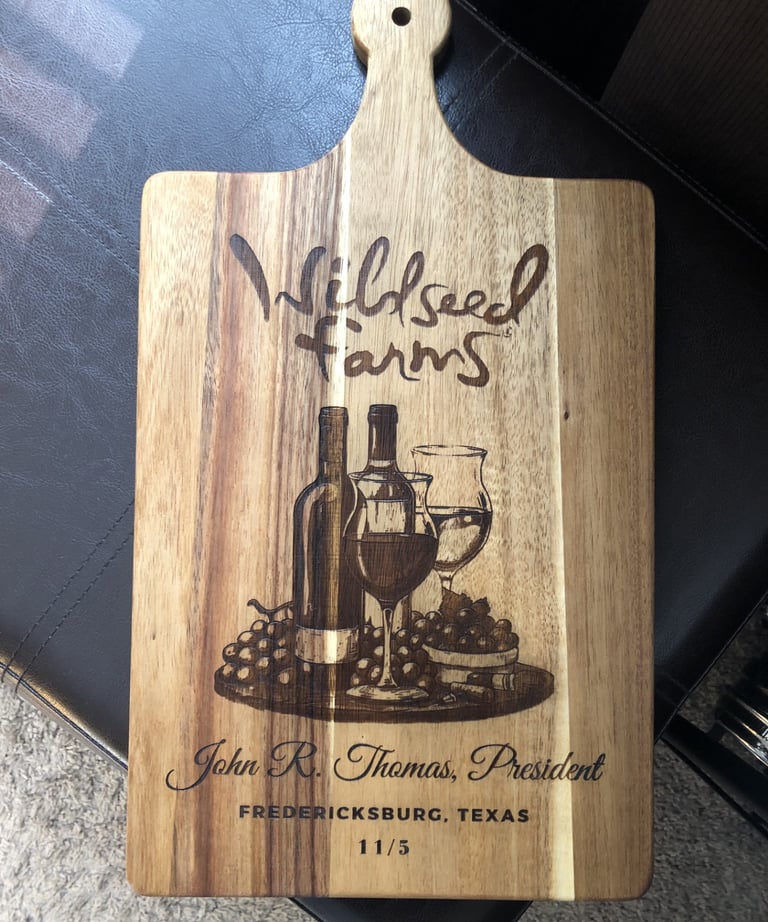 Wildseed
Farms
John R. Thomas, President
FREDERICKSBURG, TEXAS
11/5